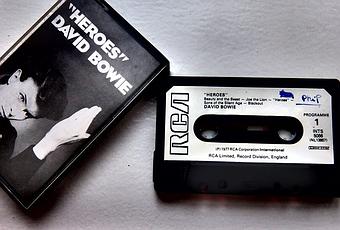 "HEROES"
DAVID BOWIE
RCA
"HEROES"
Beauty and the Beast – Joe the Lion – "Heroes" –
Sons of the Silent Age – Blackout
DAVID BOWIE
PROGRAMME
1
INTS
(P) 1977 RCA Corporation International
RCA Limited, Record Division, England